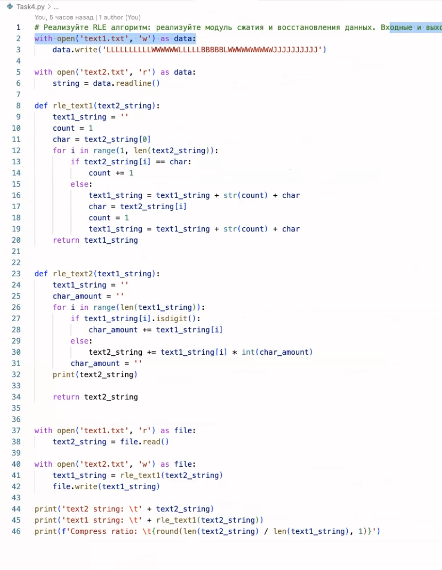 Task4.py > ...
You, 5 часов назад | 1 author (You)
1 # Реализуйте RLE алгоритм: реализуйте модуль сжатия и восстановления данных. Входные и вых
2 with open('text1.txt', 'w') as data:
3 data.write('LLLLLLLLLLWWWWWWLLLLLBBBBBLWWWWWWWWWWJJJJJJJJJJJ')
4
5 with open('text2.txt', 'r') as data:
6 string = data.readline()
7
8 def rle_text1(text2_string):
9 text1_string = ''
10 count = 1
11 char = text2_string[0]
12 for i in range(1, len(text2_string)):
13 if text2_string[i] == char:
14 count += 1
15 else:
16 text1_string = text1_string + str(count) + char
17 char = text2_string[i]
18 count = 1
19 text1_string = text1_string + str(count) + char
20 return text1_string
21
22
23 def rle_text2(text1_string):
24 text1_string = ''
25 char_amount = ''
26 for i in range(len(text1_string)):
27 if text1_string[i].isdigit():
28 char_amount += text1_string[i]
29 else:
30 text2_string += text1_string[i] * int(char_amount)
31 char_amount = ''
32 print(text2_string)
33
34 return text2_string
35
36
37 with open('text1.txt', 'r') as file:
38 text2_string = file.read()
39
40 with open('text2.txt', 'w') as file:
41 text1_string = rle_text1(text2_string)
42 file.write(text1_string)
43
44 print('text2 string: \t' + text2_string)
45 print('text1 string: \t' + rle_text1(text2_string))
46 print(f'Compress ratio: \t{round(len(text2_string) / len(text1_string), 1)}')